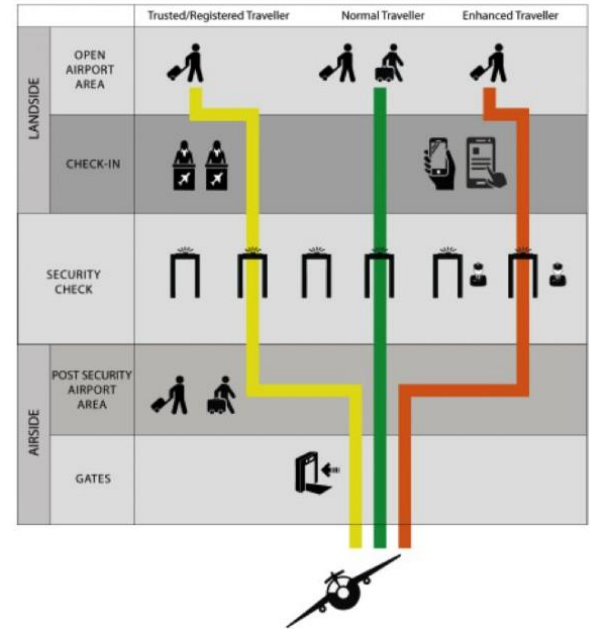 Trusted/Registered Traveller
Normal Traveller
Enhanced Traveller
LANDSIDE
OPEN
AIRPORT
AREA
CHECK-IN
SECURITY
CHECK
AIRSIDE
POST SECURITY
AIRPORT
AREA
GATES